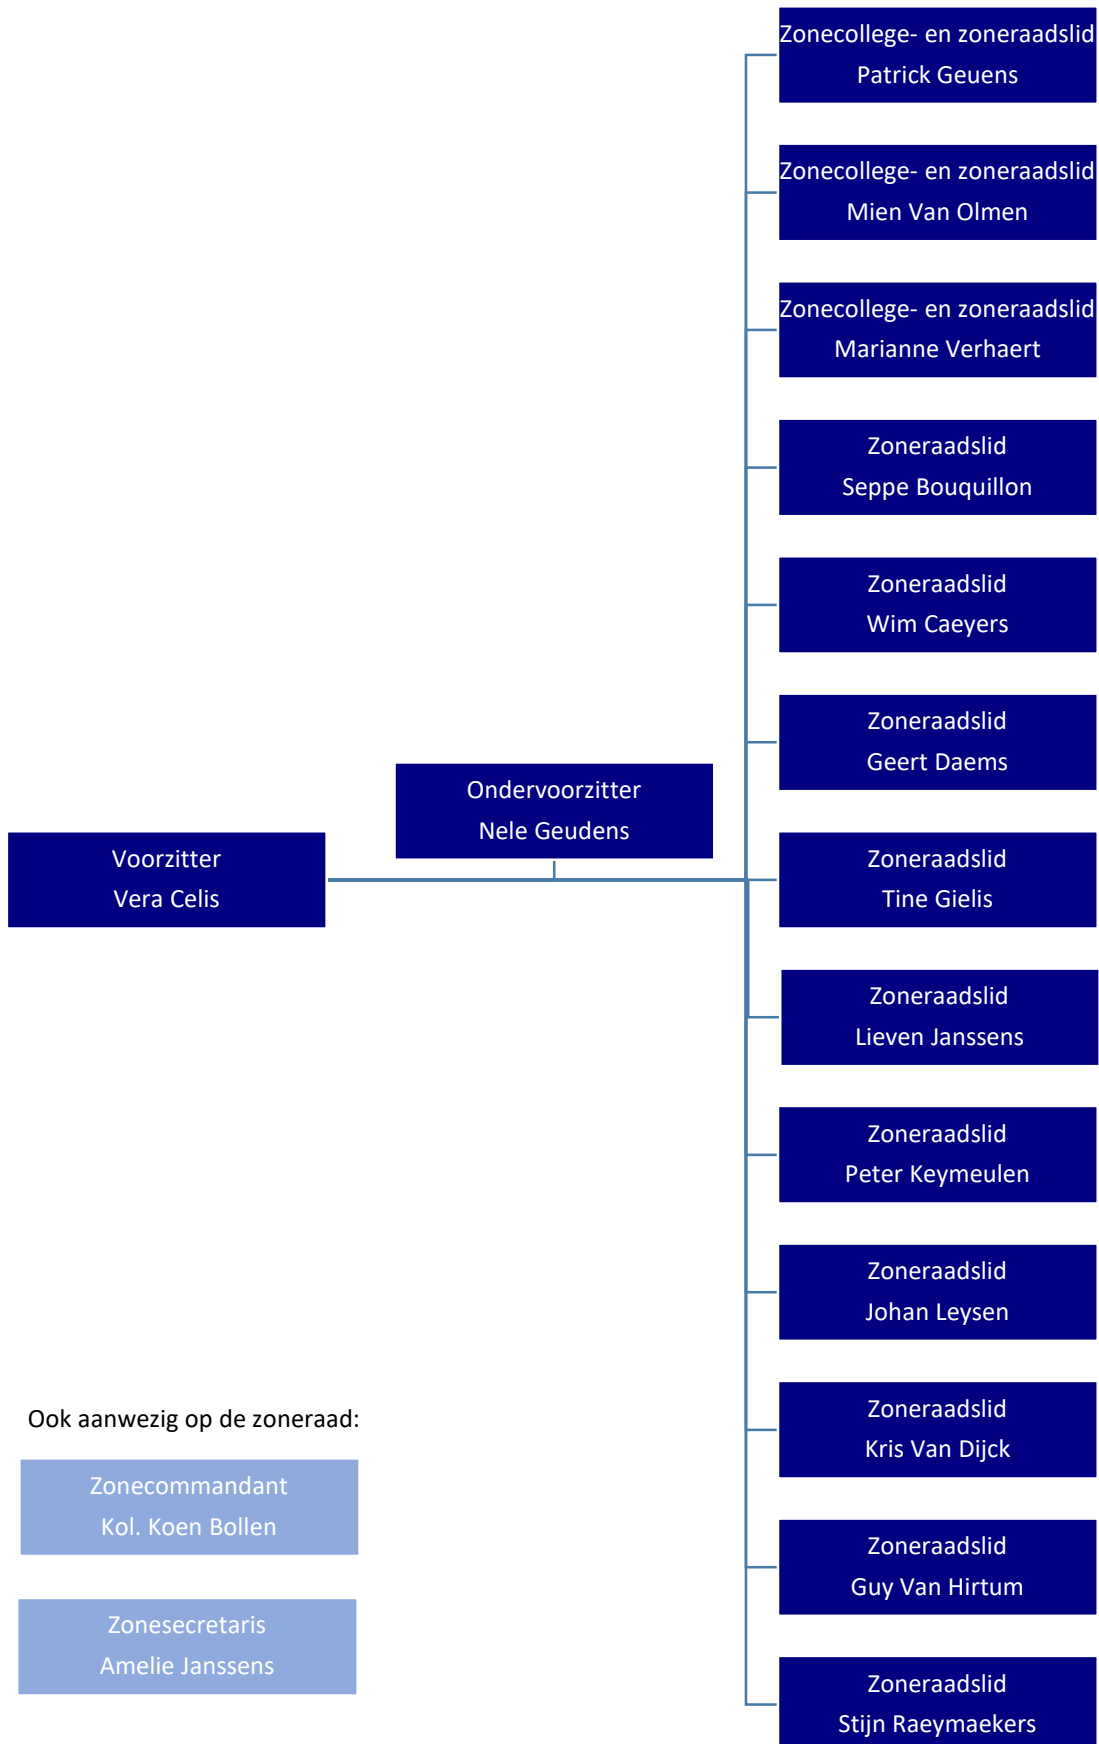 Zonecollege- en zoneraadslid
Patrick Geuens
Zonecollege- en zoneraadslid
Mien Van Olmen
Zonecollege- en zoneraadslid
Marianne Verhaert
Zoneraadslid
Seppe Bouquillon
Zoneraadslid
Wim Caeyers
Zoneraadslid
Geert Daems
Ondervoorzitter
Nele Geudens
Voorzitter
Vera Celis
Zoneraadslid
Tine Gielis
Zoneraadslid
Lieven Janssens
Zoneraadslid
Peter Keymeulen
Zoneraadslid
Johan Leysen
Zoneraadslid
Kris Van Dijck
Zoneraadslid
Guy Van Hirtum
Zoneraadslid
Stijn Raeymaekers
Ook aanwezig op de zoneraad:
Zonecommandant
Kol. Koen Bollen
Zonesecretaris
Amelie Janssens